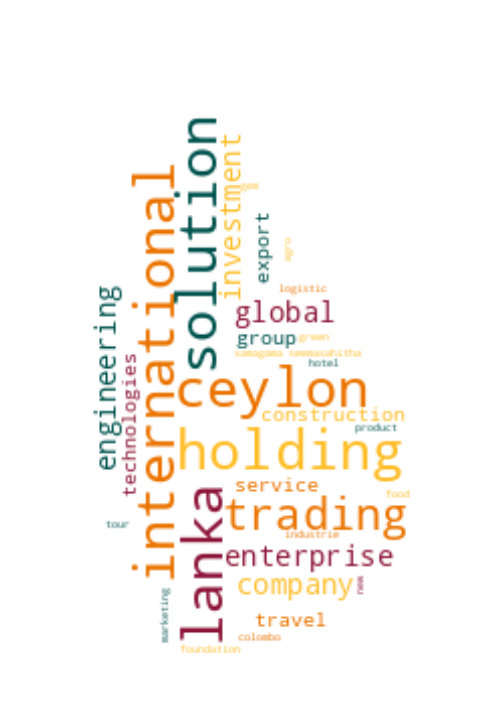 solution
international
investment
gem
export
agro
logistic
engineering
global
group
green
samagama seemasahitha
technologies
hotel
ceylon
construction
product
holding
service
lanka
food
trading
tour
industrie
enterprise
company
new
marketing
travel
colombo
foundation